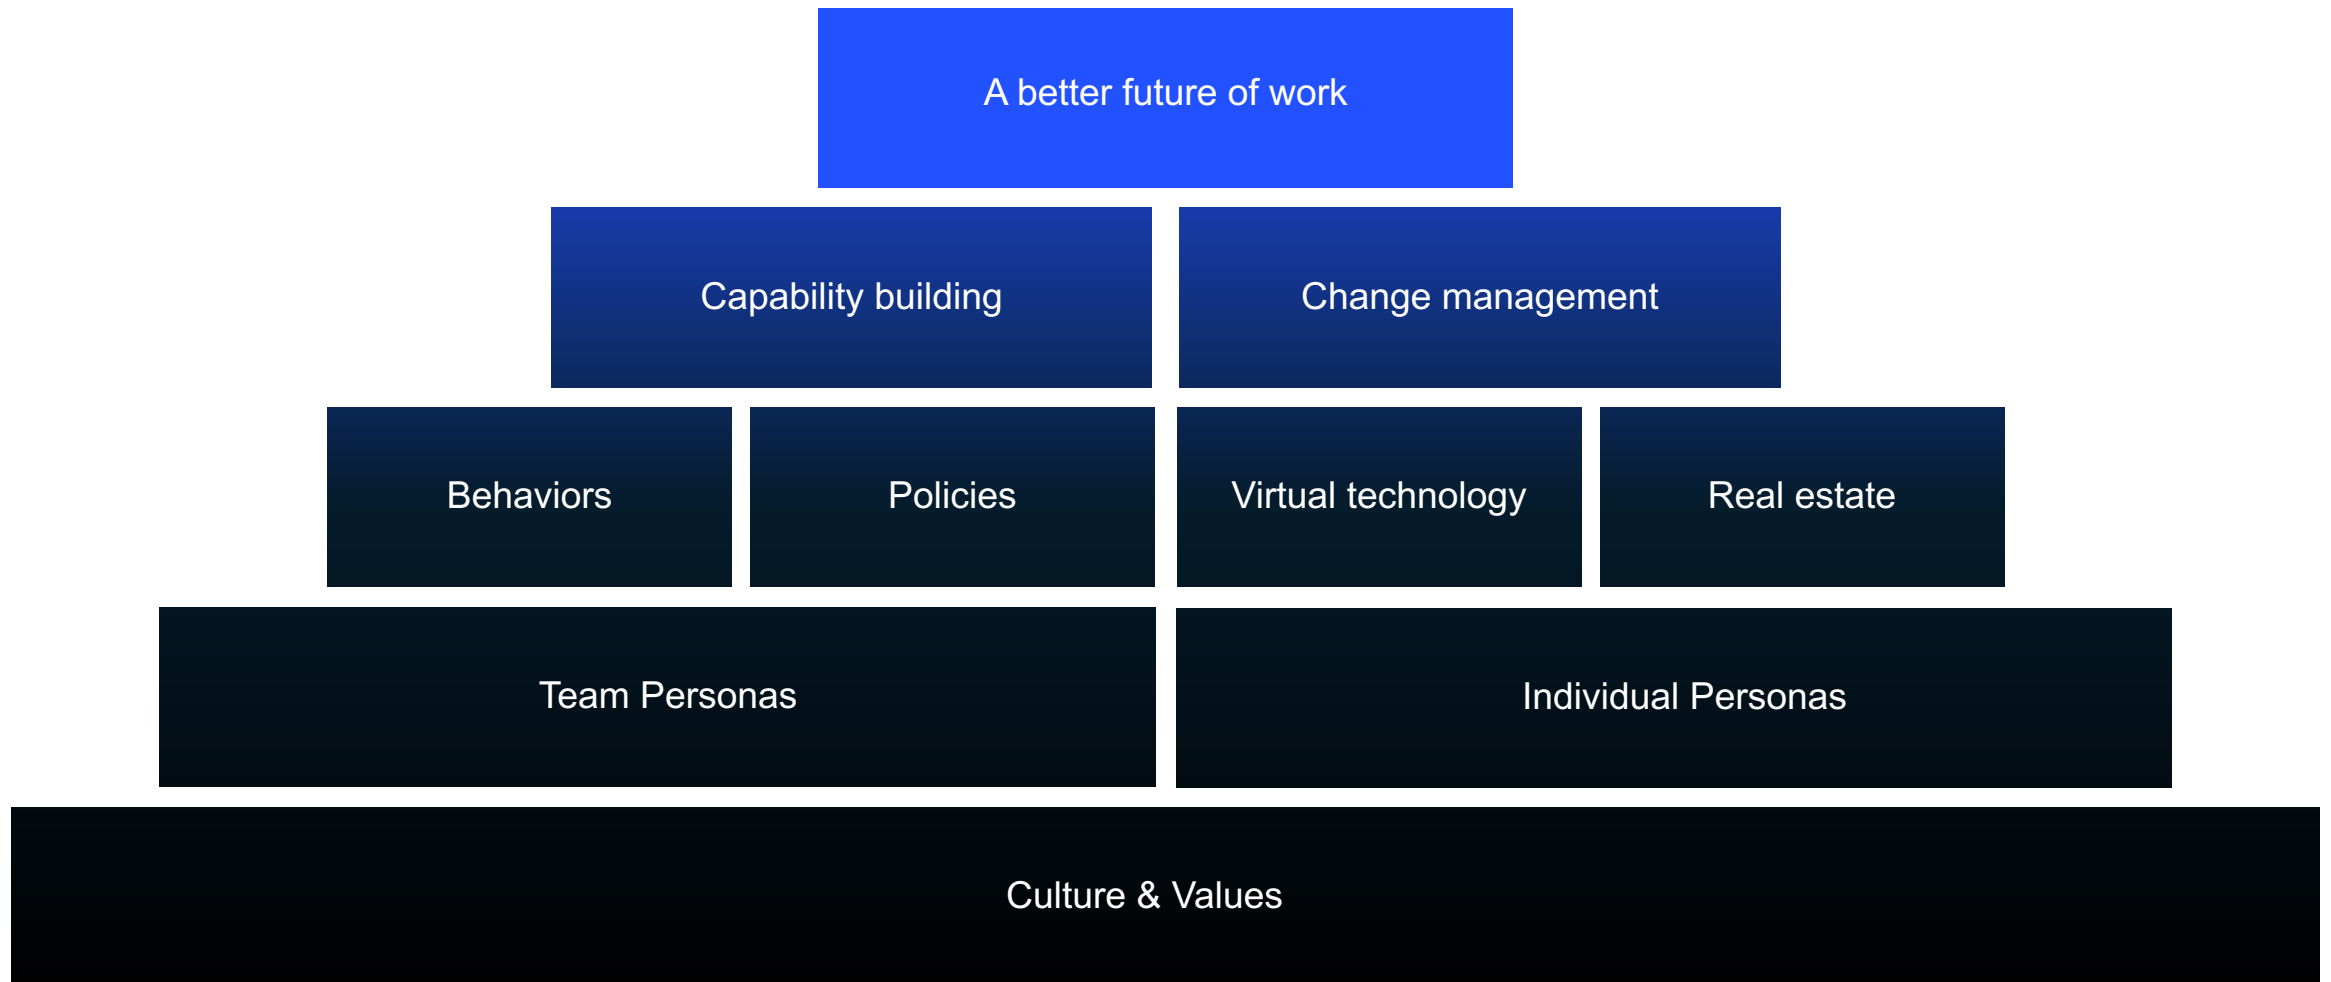 A better future of work
Capability building
Change management
Behaviors
Policies
Virtual technology
Real estate
Team Personas
Individual Personas
Culture & Values